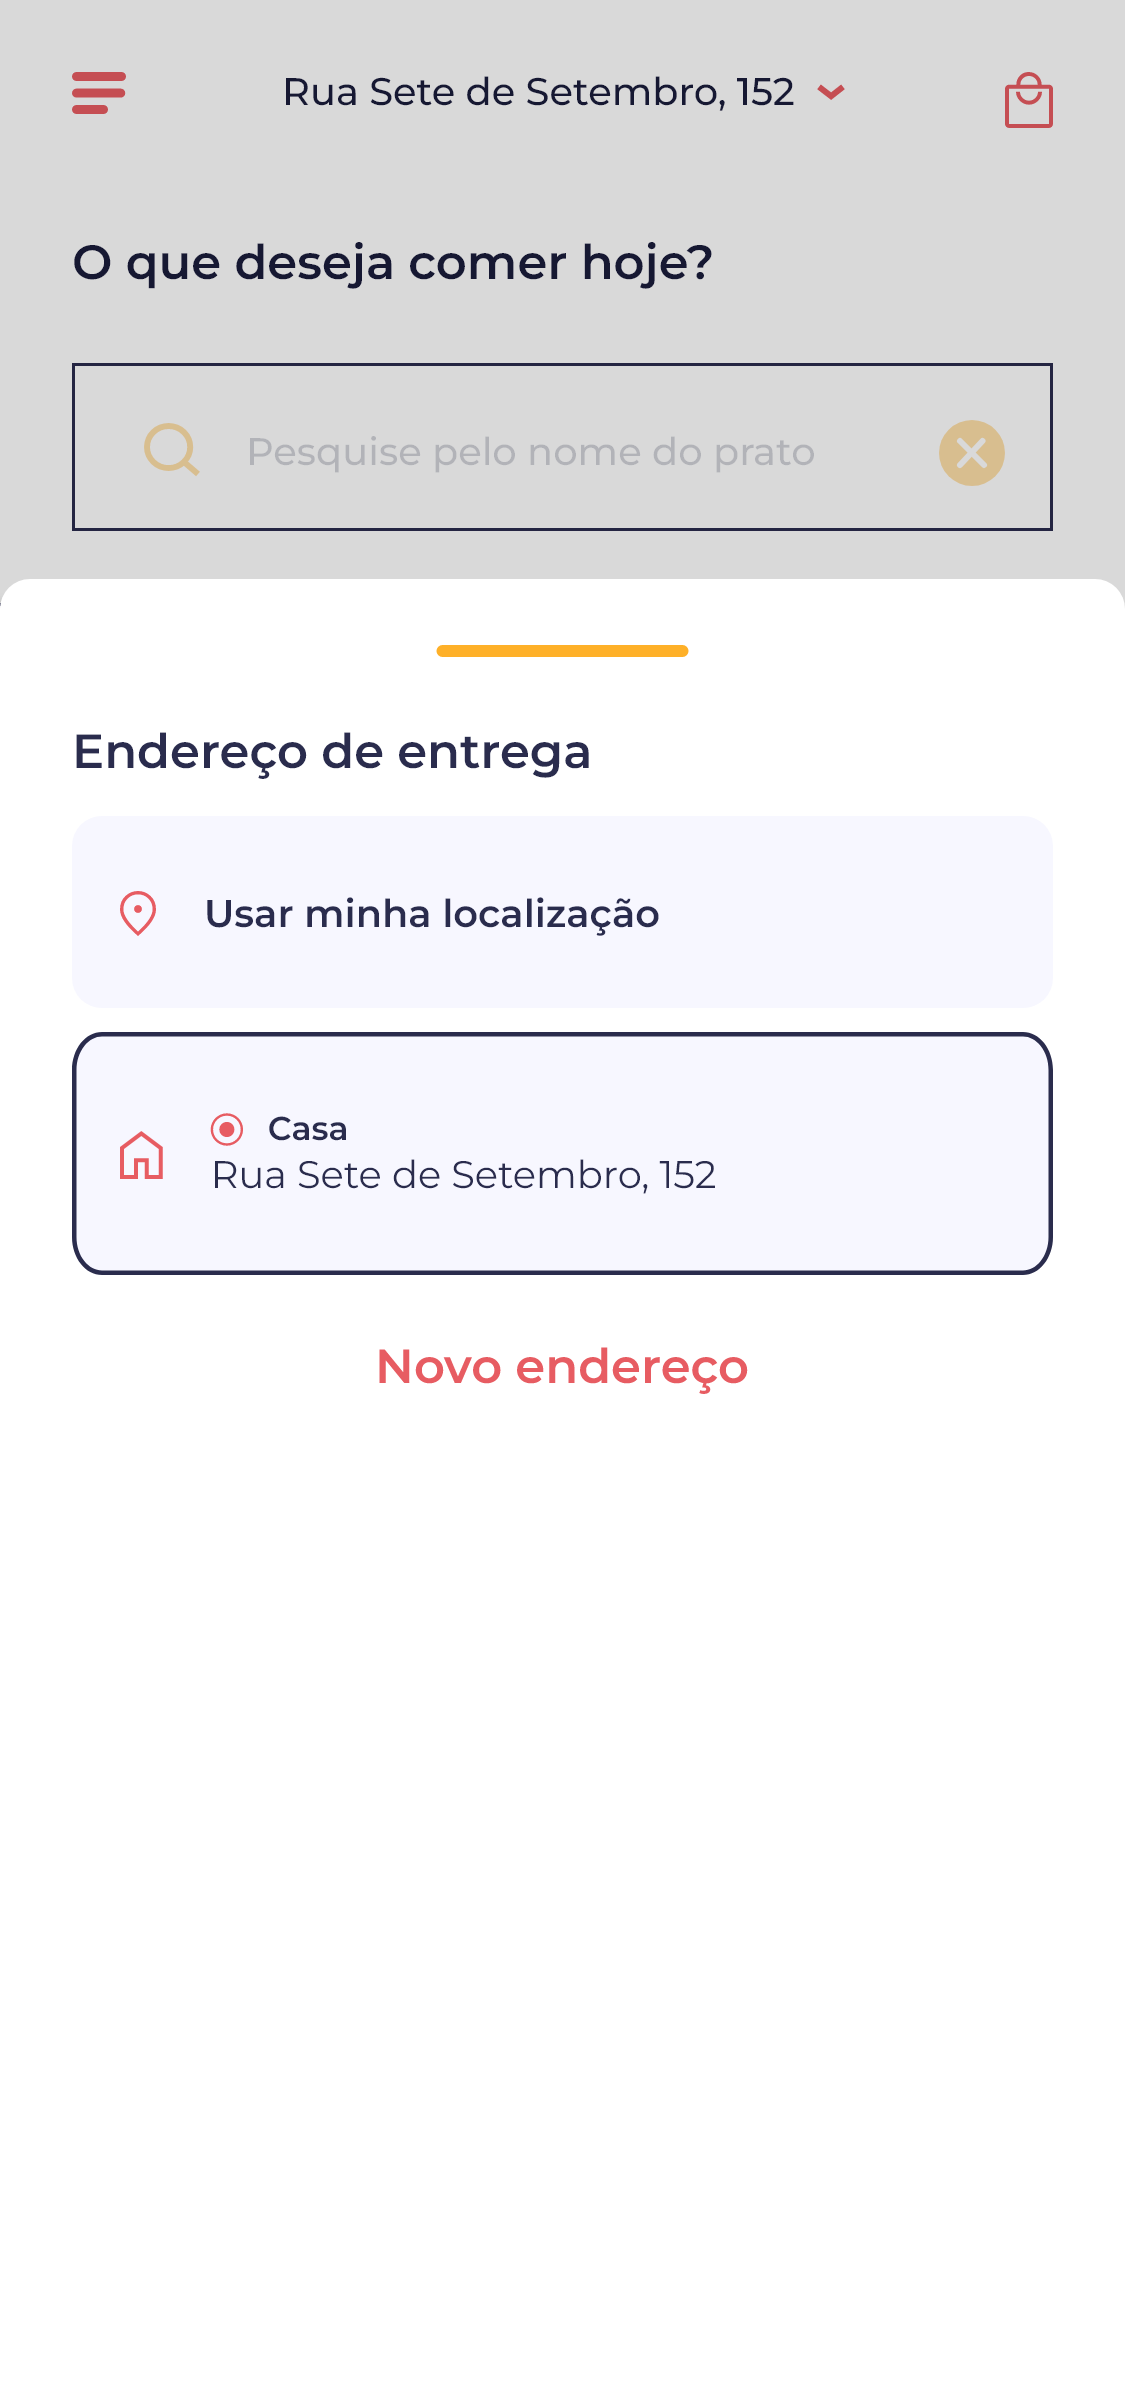 Rua Sete de Setembro, 152
O que deseja comer hoje?
Pesquise pelo nome do prato
Endereço de entrega
Usar minha localização
Casa
Rua Sete de Setembro, 152
Novo endereço